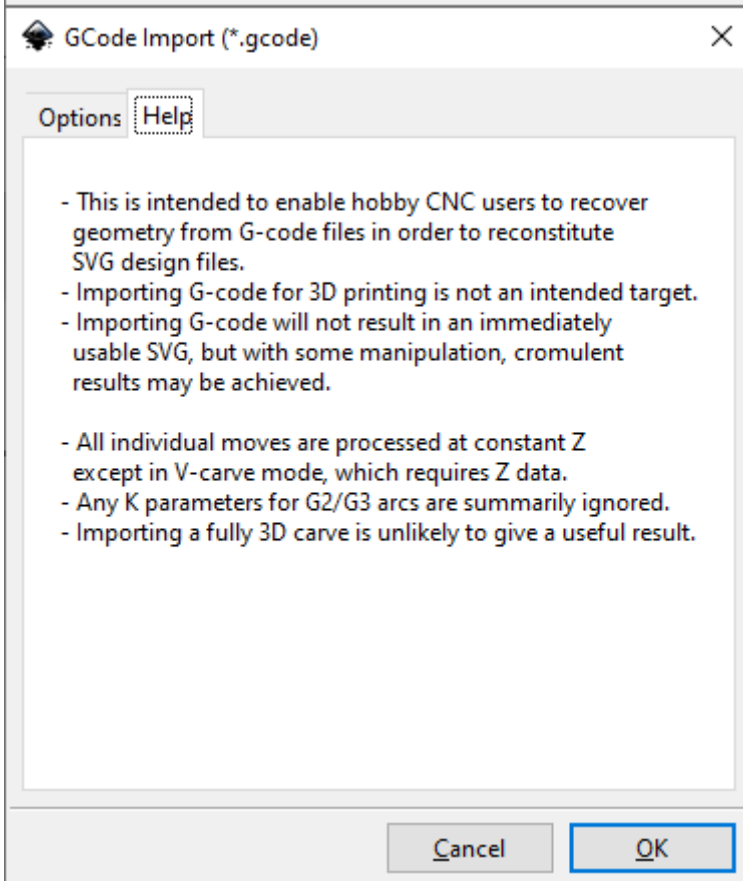 GCode Import (*.gcode)
Options Help
- This is intended to enable hobby CNC users to recover
geometry from G-code files in order to reconstitute
SVG design files.
- Importing G-code for 3D printing is not an intended target.
- Importing G-code will not result in an immediately
usable SVG, but with some manipulation, cromulent
results may be achieved.
- All individual moves are processed at constant Z
except in V-carve mode, which requires Z data.
- Any K parameters for G2/G3 arcs are summarily ignored.
- Importing a fully 3D carve is unlikely to give a useful result.
Cancel OK